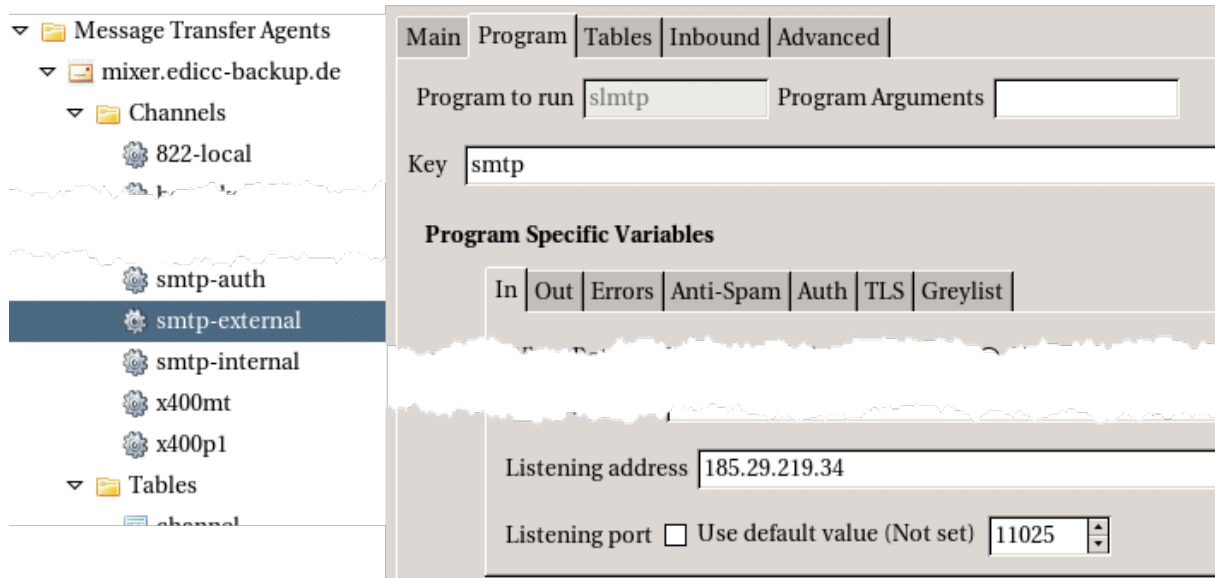 Message Transfer Agents
mixer.edicc-backup.de
Channels
822-local
smtp-auth
smtp-external
smtp-internal
x400mt
x400p1
Tables
channel
Main Program Tables Inbound Advanced
Program to run slmtp Program Arguments
Key smtp
Program Specific Variables
In Out Errors Anti-Spam Auth TLS Greylist
Listening address 185.29.219.34
Listening port Use default value (Not set) 11025